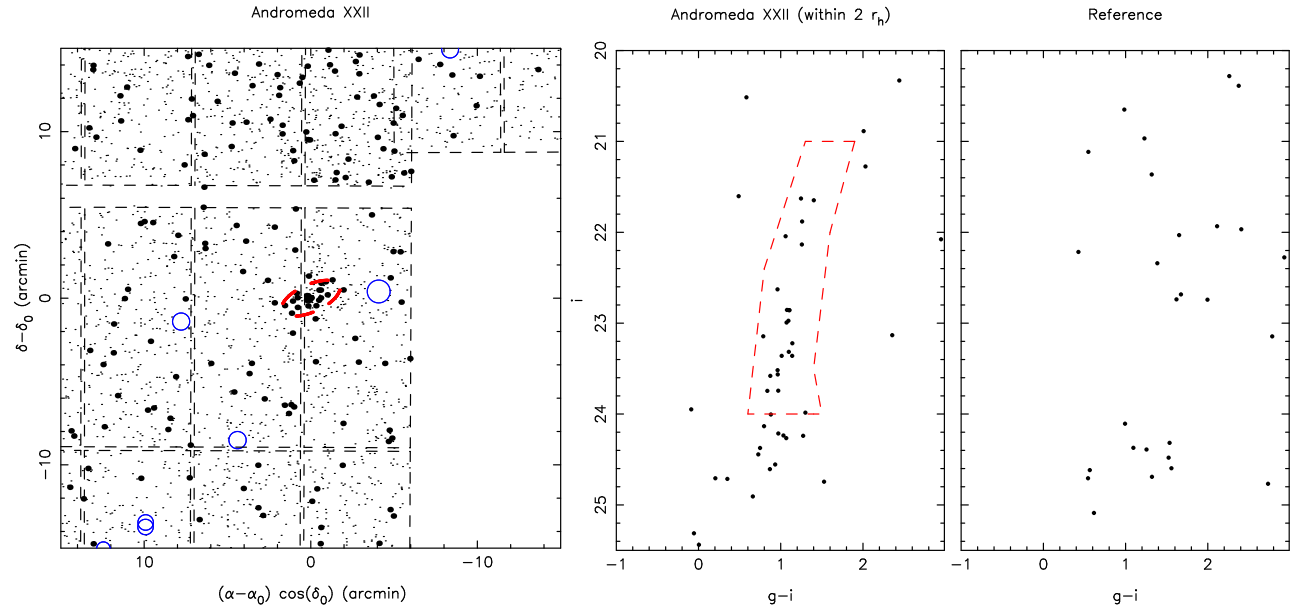 Andromeda XXII
Andromeda XXII (within 2 r_h)
Reference
10
0
−10
δ−δ_0 (arcmin)
10
0
−10
(α−α_0) cos(δ_0) (arcmin)
20
21
22
23
24
25
i
−1
0
1
2
g−i
−1
0
1
2
g−i